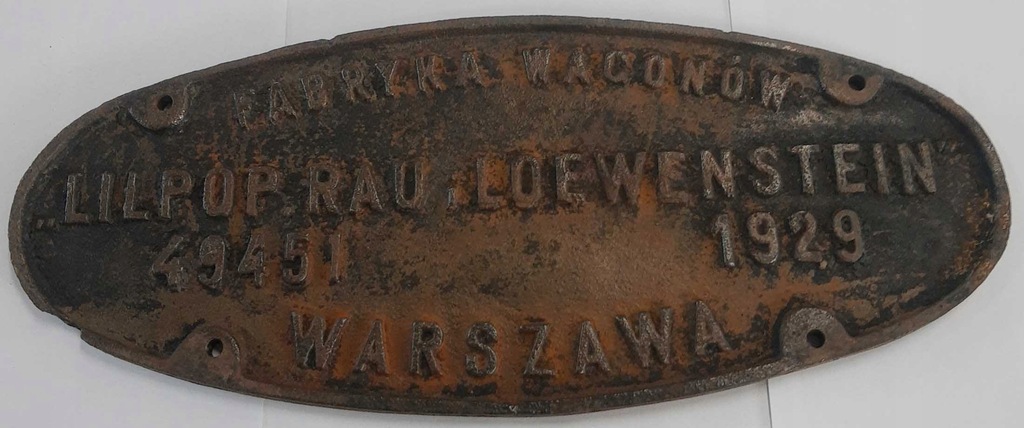 FABRYKA WAGONÓW
„LILPOP RAU i LOEWENSTEIN”
49451 1929
WARSZAWA